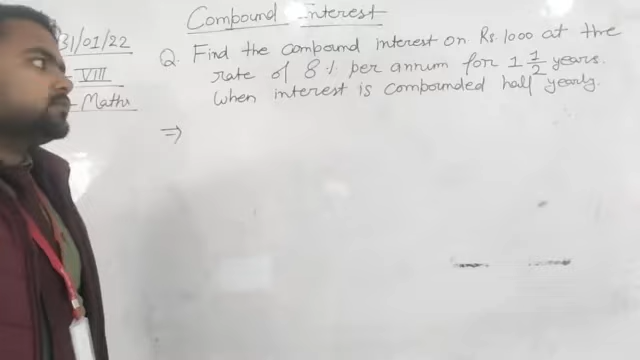 Compound Interest
31/01/22
VIII
Maths
Q. Find the compound interest on Rs. 1000 at the
rate of 8% per annum for 1 1/2 years.
when interest is compounded half yearly.
⇒